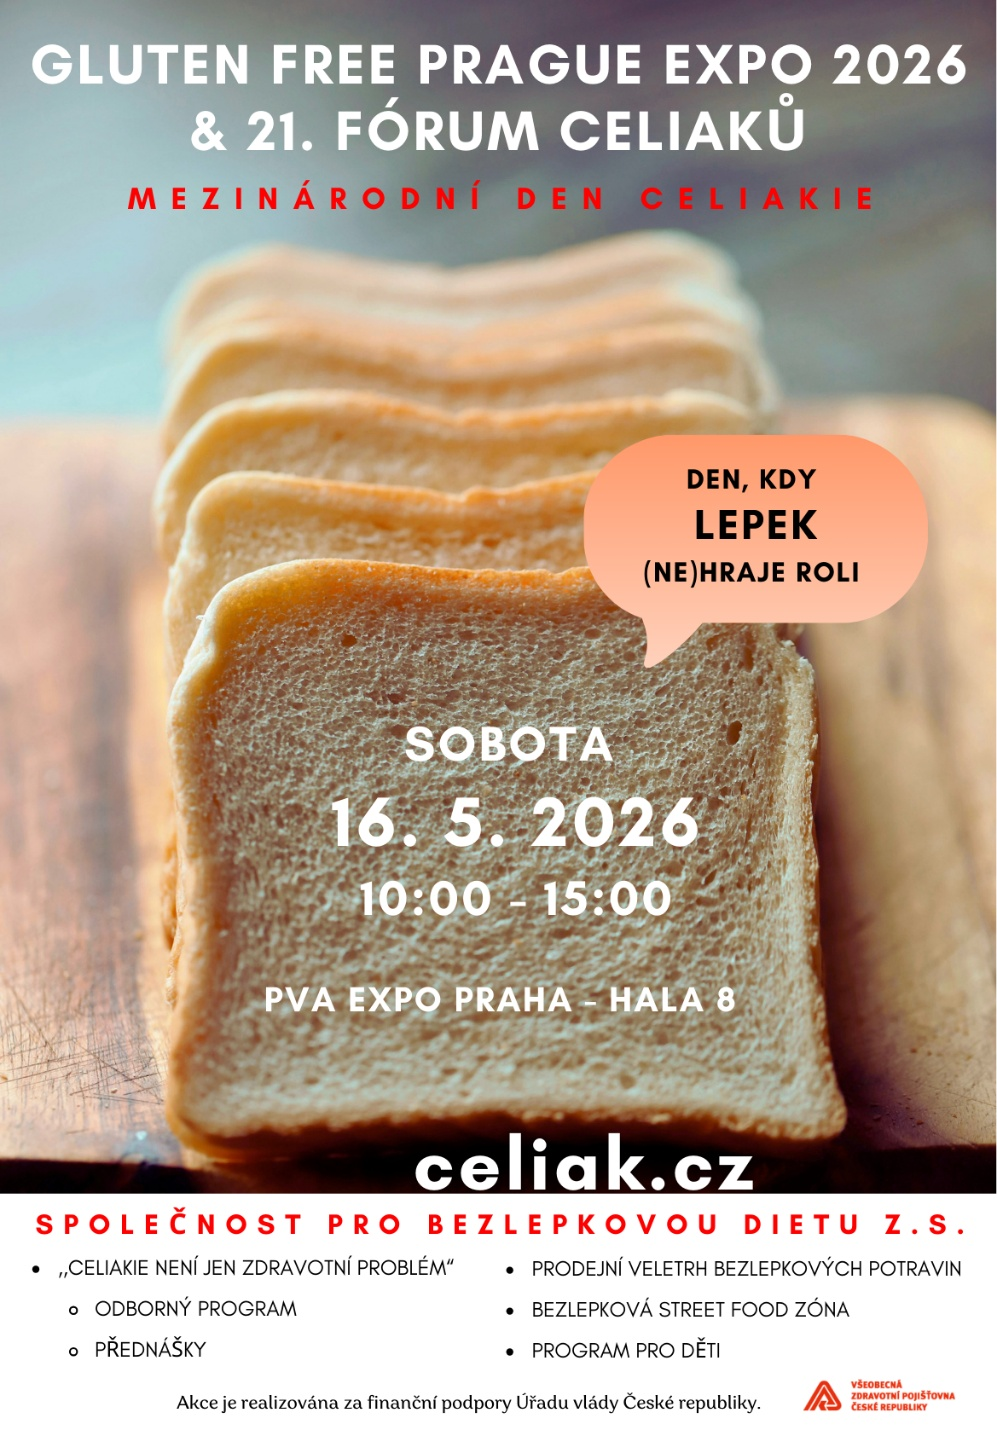 GLUTEN FREE PRAGUE EXPO 2026
& 21. FÓRUM CELIAKŮ
MEZINÁRODNÍ DEN CELIAKIE
DEN, KDY
LEPEK
(NE)HRAJE ROLI
SOBOTA
16. 5. 2026
10:00 - 15:00
PVA EXPO PRAHA - HALA 8
celiak.cz
SPOLEČNOST PRO BEZLEPKOVOU DIETU Z.S.
• ,,CELIAKIE NENÍ JEN ZDRAVOTNÍ PROBLÉM“
○ ODBORNÝ PROGRAM
○ PŘEDNÁŠKY
• PRODEJNÍ VELETRH BEZLEPKOVÝCH POTRAVIN
• BEZLEPKOVÁ STREET FOOD ZÓNA
• PROGRAM PRO DĚTI
Akce je realizována za finanční podpory Úřadu vlády České republiky.
VŠEOBECNÁ
ZDRAVOTNÍ POJIŠŤOVNA
ČESKÉ REPUBLIKY